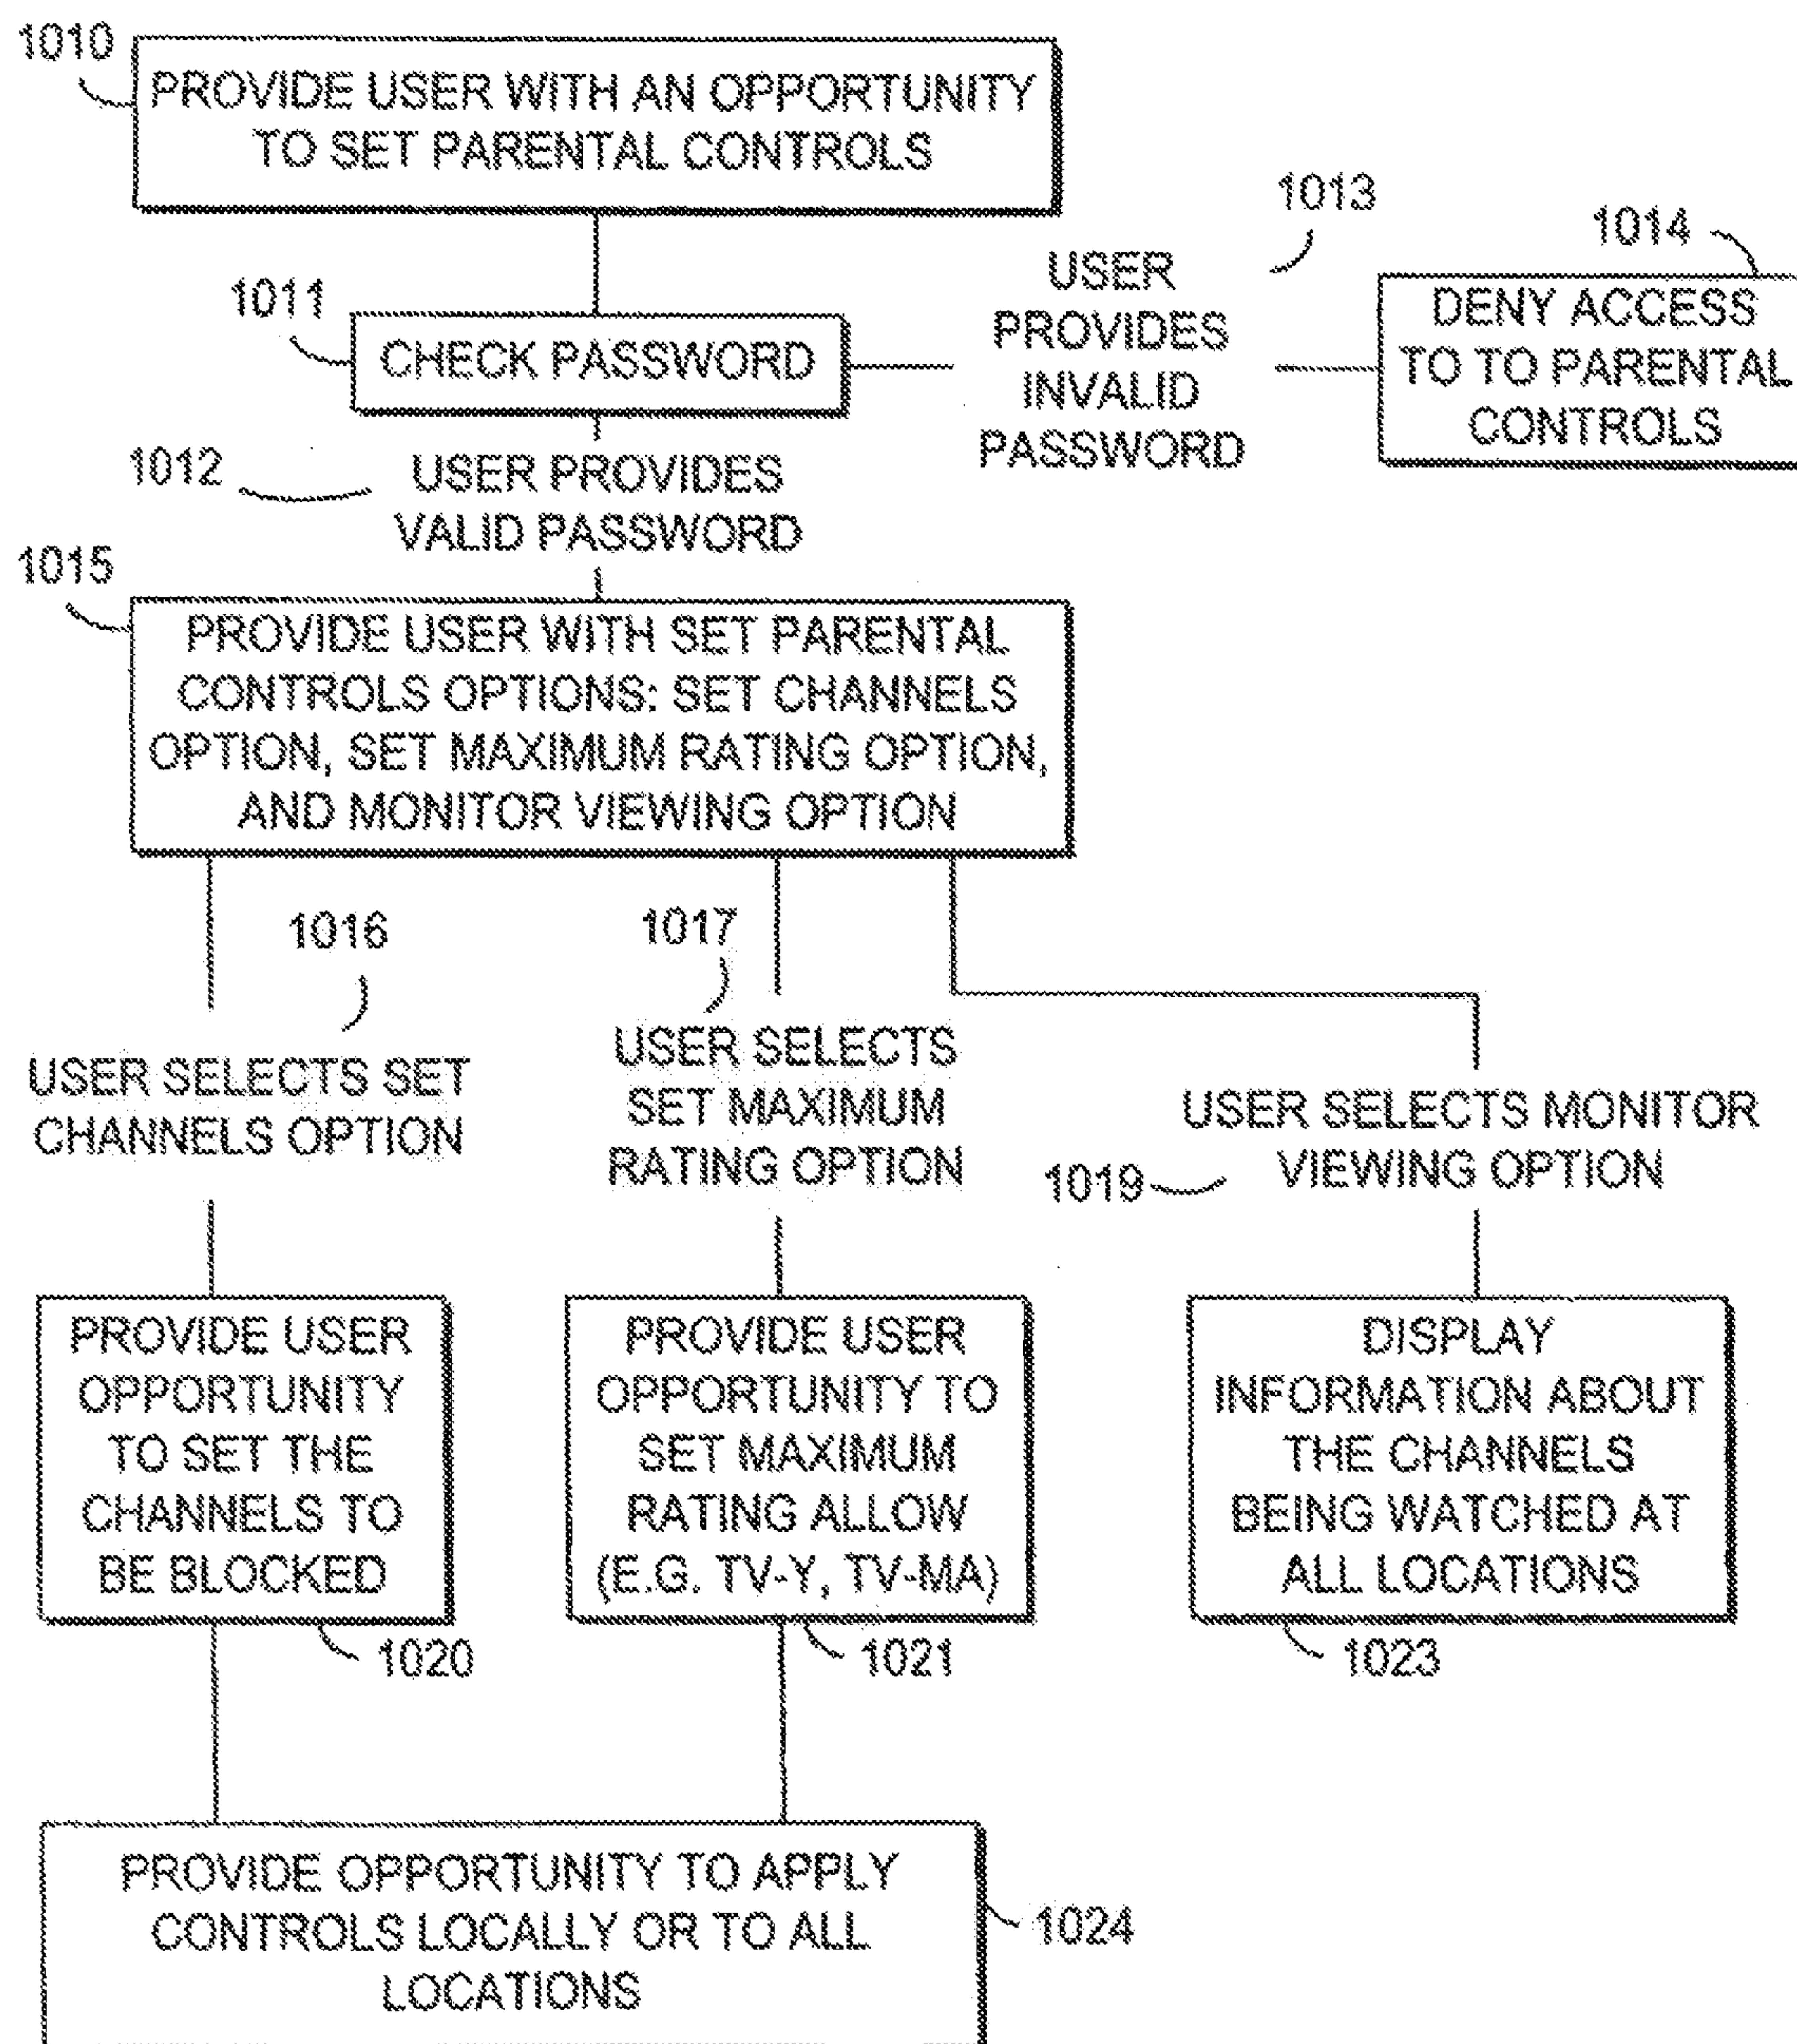 1010
PROVIDE USER WITH AN OPPORTUNITY
TO SET PARENTAL CONTROLS
1011
CHECK PASSWORD
1013
USER
PROVIDES
INVALID
PASSWORD
1014
DENY ACCESS
TO TO PARENTAL
CONTROLS
1012
USER PROVIDES
VALID PASSWORD
1015
PROVIDE USER WITH SET PARENTAL
CONTROLS OPTIONS: SET CHANNELS
OPTION, SET MAXIMUM RATING OPTION,
AND MONITOR VIEWING OPTION
1016
USER SELECTS SET
CHANNELS OPTION
1017
USER SELECTS
SET MAXIMUM
RATING OPTION
USER SELECTS MONITOR
VIEWING OPTION
1019
PROVIDE USER
OPPORTUNITY
TO SET THE
CHANNELS TO
BE BLOCKED
1020
PROVIDE USER
OPPORTUNITY TO
SET MAXIMUM
RATING ALLOW
(E.G. TV-Y, TV-MA)
1021
DISPLAY
INFORMATION ABOUT
THE CHANNELS
BEING WATCHED AT
ALL LOCATIONS
1023
PROVIDE OPPORTUNITY TO APPLY
CONTROLS LOCALLY OR TO ALL
LOCATIONS
1024